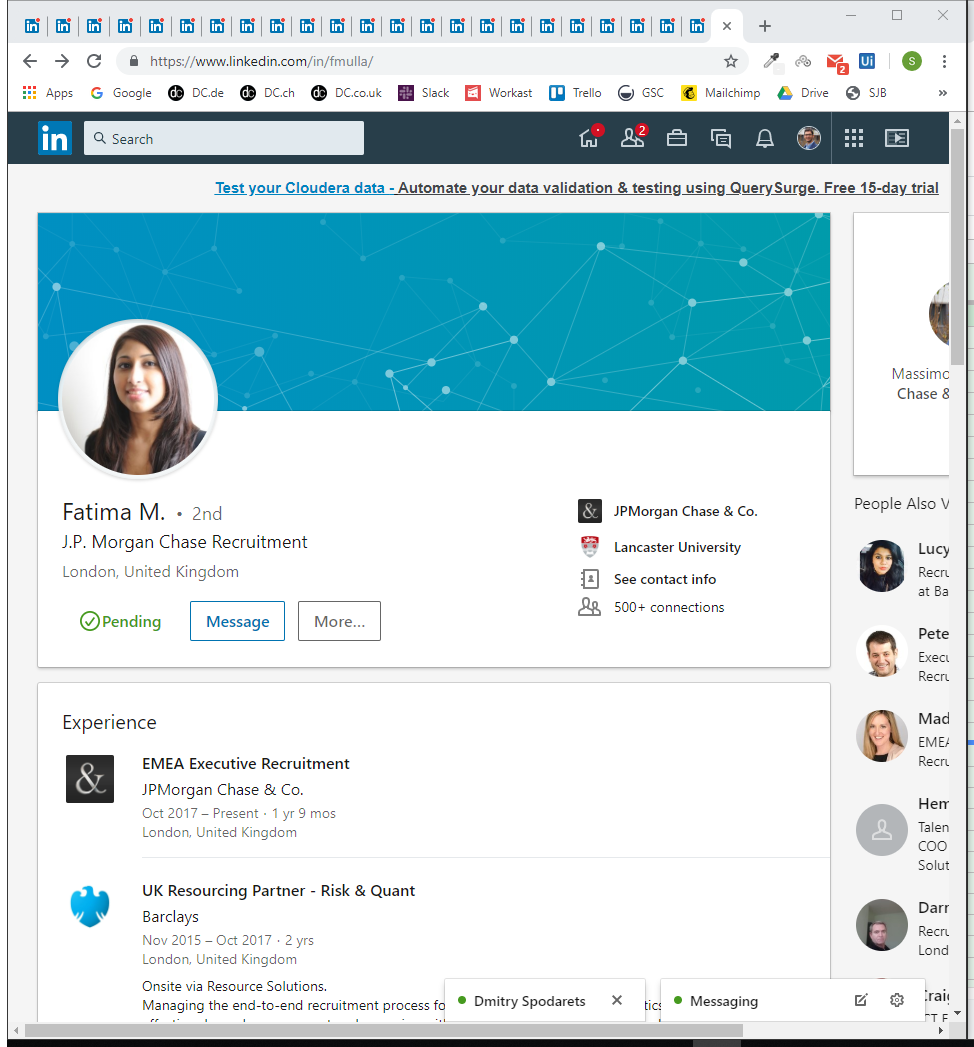 https://www.linkedin.com/in/fmulla/
2
Ui
S
Apps
Google
DC.de
DC.ch
DC.co.uk
Slack
Workast
Trello
GSC
Mailchimp
Drive
SJB
»
in
Search
2
Test your Cloudera data - Automate your data validation & testing using QuerySurge. Free 15-day trial
Massimo
Chase &
Fatima M. • 2nd
J.P. Morgan Chase Recruitment
London, United Kingdom
Pending
Message
More...
& JPMorgan Chase & Co.
Lancaster University
See contact info
500+ connections
People Also V
Lucy
Recru
at Ba
Pete
Execu
Recru
Mad
EMEA
Recru
Hem
Talen
COO
Solut
Darr
Recru
Lond
Craig
CT F
Experience
&
EMEA Executive Recruitment
JPMorgan Chase & Co.
Oct 2017 – Present · 1 yr 9 mos
London, United Kingdom
UK Resourcing Partner - Risk & Quant
Barclays
Nov 2015 – Oct 2017 · 2 yrs
London, United Kingdom
Onsite via Resource Solutions.
Managing the end-to-end recruitment process fo
tics
Dmitry Spodarets
Messaging